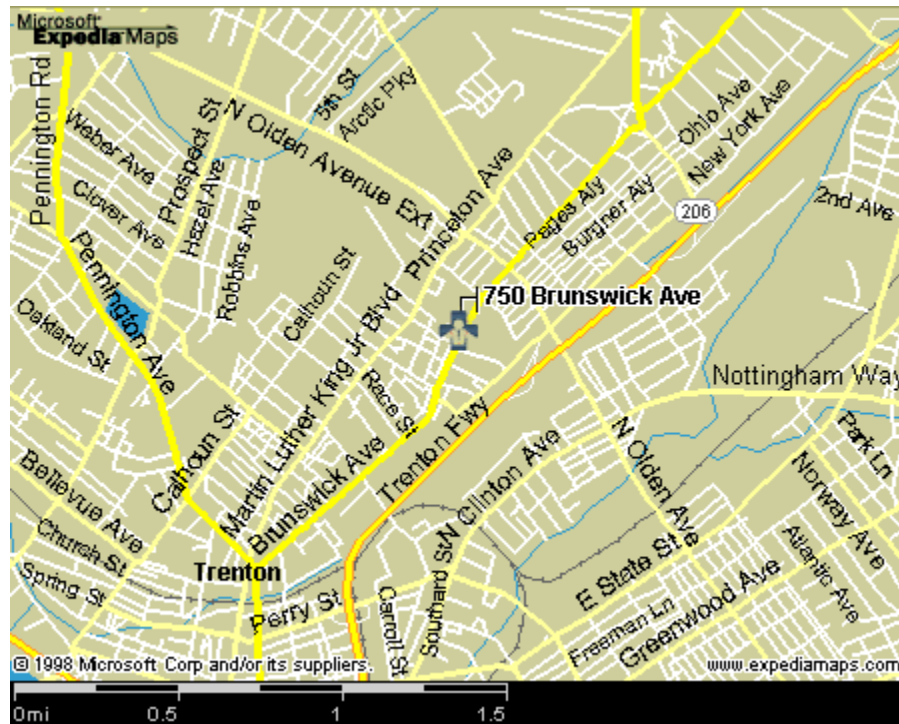 Microsoft
Expedia Maps
Pennington Rd
Weber Ave
Clover Ave
Prospect St
Hazel Ave
Robbins Ave
N Olden Avenue Ext
5th St
Arctic Pky
Princeton Ave
Ohio Ave
New York Ave
Pages Aly
Burgner Aly
206
2nd Ave
Pennington Ave
Oakland St
Calhoun St
750 Brunswick Ave
Nottingham Way
Martin Luther King Jr Blvd
Race St
Trenton Fwy
Calhoun St
Brunswick Ave
N Clinton Ave
N Olden Ave
Park Ln
Norway Ave
Atlantic Ave
Bellevue Ave
Church St
Spring St
Trenton
Perry St
Carroll St
Southard St
E State St
Freeman Ln
Greenwood Ave
© 1998 Microsoft Corp and/or its suppliers.
www.expediamaps.com
0mi 0.5 1 1.5